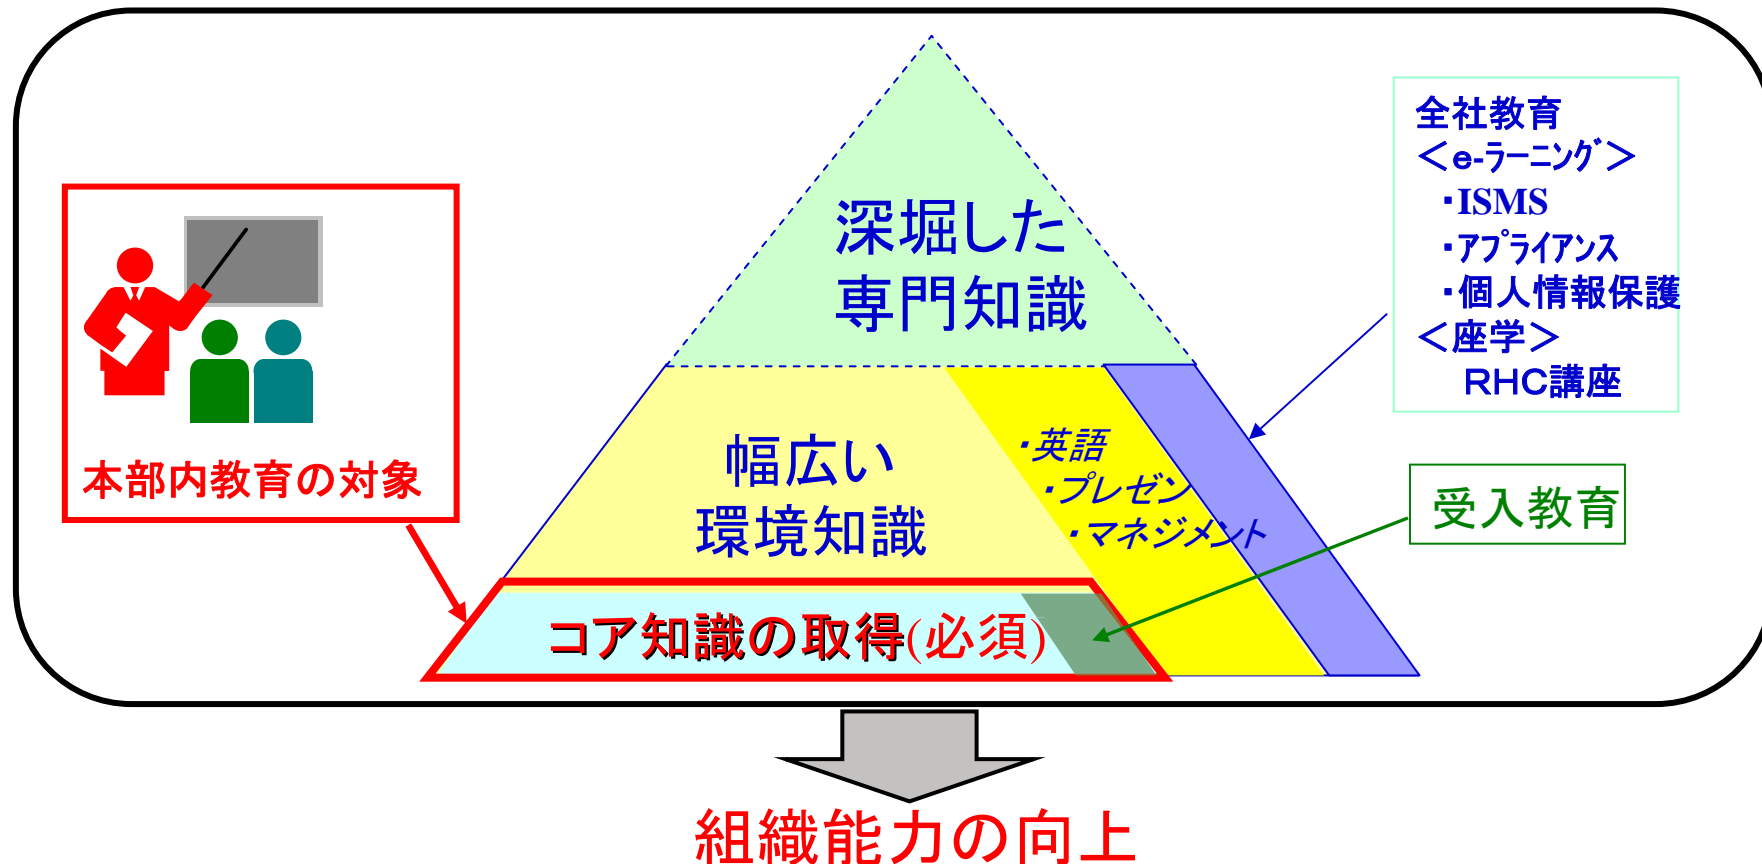 全社教育
＜e-ラーニング＞
・ISMS
・アプライアンス
・個人情報保護
＜座学＞
RHC講座
深堀した
専門知識
本部内教育の対象
幅広い
環境知識
・英語
・プレゼン
・マネジメント
受入教育
コア知識の取得(必須)
組織能力の向上